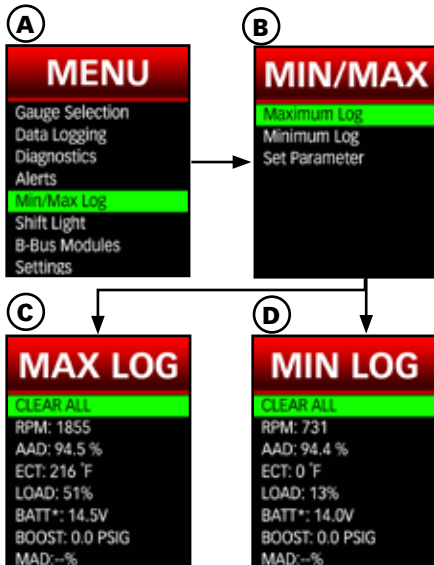 A
MENU
Gauge Selection
Data Logging
Diagnostics
Alerts
Min/Max Log
Shift Light
B-Bus Modules
Settings
B
MIN/MAX
Maximum Log
Minimum Log
Set Parameter
C
MAX LOG
CLEAR ALL
RPM: 1855
AAD: 94.5 %
ECT: 216 °F
LOAD: 51%
BATT*: 14.5V
BOOST: 0.0 PSIG
MAD:--%
D
MIN LOG
CLEAR ALL
RPM: 731
AAD: 94.4 %
ECT: 0 °F
LOAD: 13%
BATT*: 14.0V
BOOST: 0.0 PSIG
MAD:--%